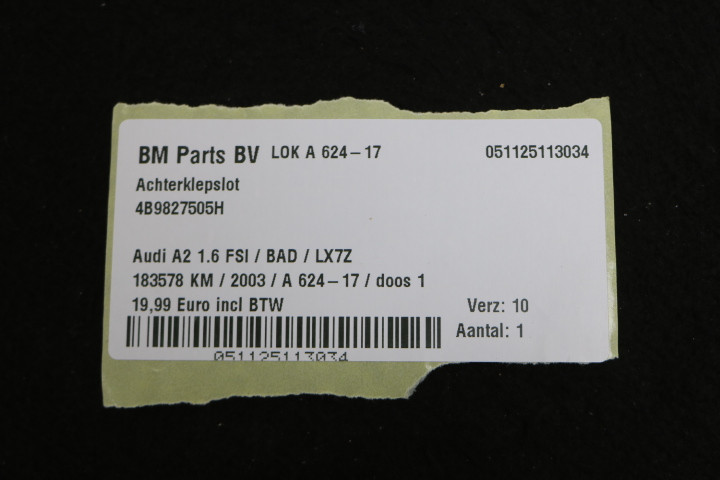 BM Parts BV LOK A 624-17 051125113034
Achterklepslot
4B9827505H
Audi A2 1.6 FSI / BAD / LX7Z
183578 KM / 2003 / A 624-17 / doos 1
19,99 Euro incl BTW Verz: 10
Aantal: 1
051125113034